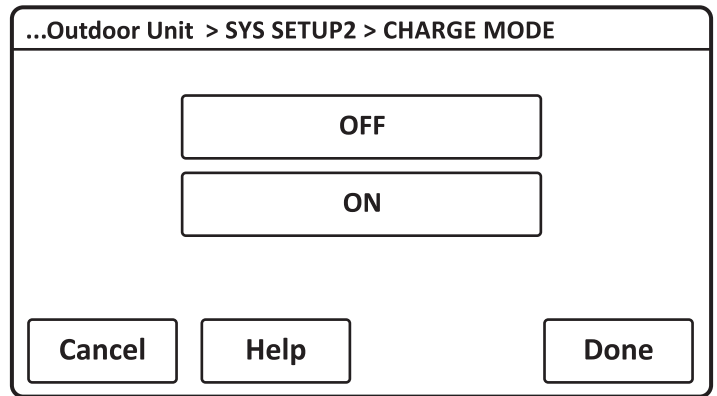 ...Outdoor Unit > SYS SETUP2 > CHARGE MODE
OFF
ON
Cancel Help Done